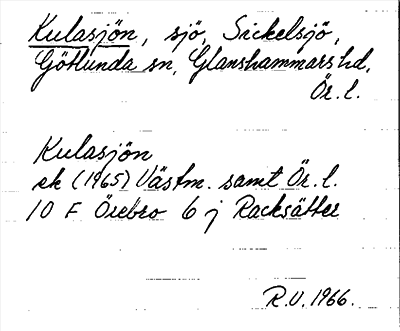 Kulasjön, sjö, Sickelsjö,
Götlunda sn, Glanshammars hd,
Ör. l.
Kulasjön
ek (1965) Västm. samt Ör. l.
10 F Örebro 6 j Racksätter
R.U. 1966.